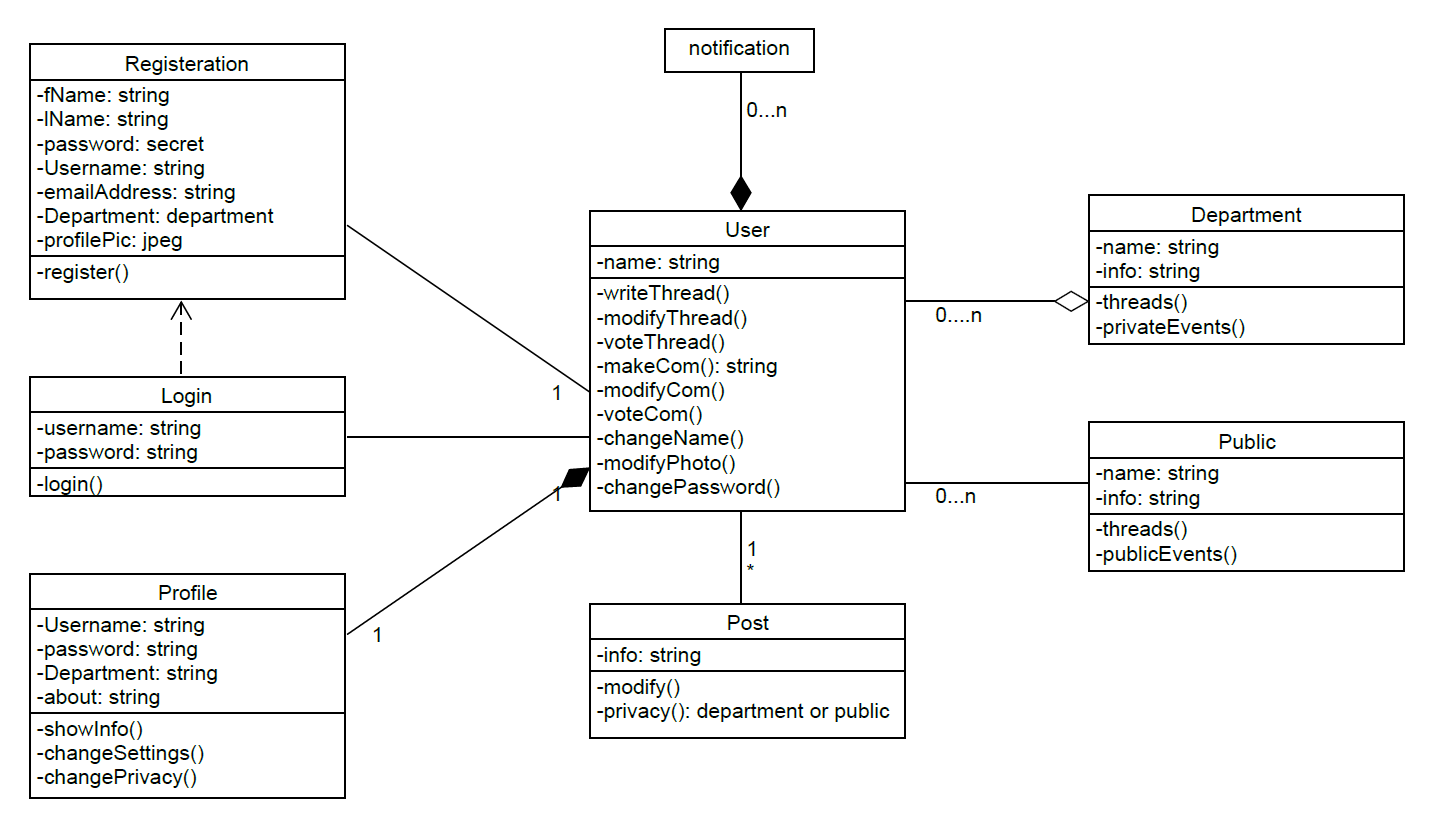 notification
0...n
Registeration
-fName: string
-lName: string
-password: secret
-Username: string
-emailAddress: string
-Department: department
-profilePic: jpeg
-register()
User
-name: string
-writeThread()
-modifyThread()
-voteThread()
-makeCom(): string
-modifyCom()
-voteCom()
-changeName()
-modifyPhoto()
-changePassword()
Department
-name: string
-info: string
-threads()
-privateEvents()
0....n
1
Login
-username: string
-password: string
-login()
1
Public
-name: string
-info: string
-threads()
-publicEvents()
0...n
Profile
-Username: string
-password: string
-Department: string
-about: string
-showInfo()
-changeSettings()
-changePrivacy()
1
1
*
Post
-info: string
-modify()
-privacy(): department or public